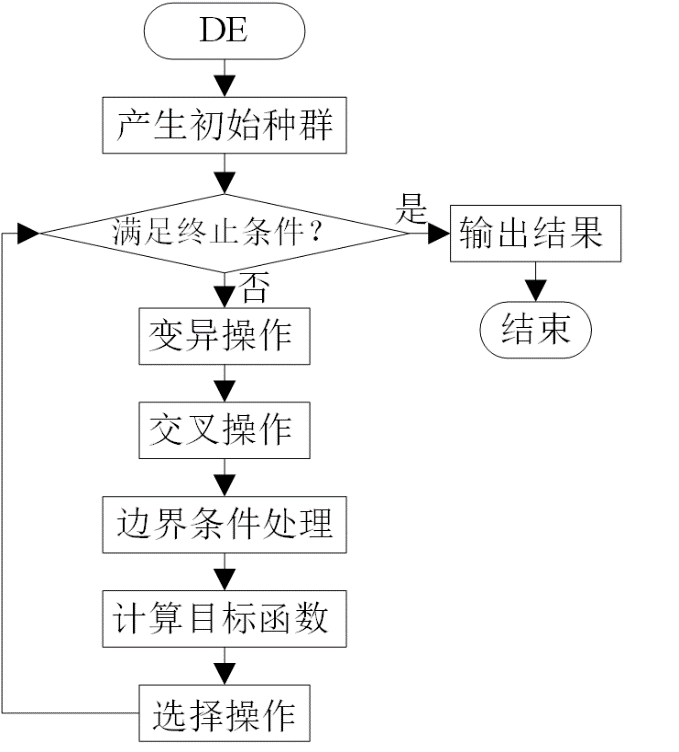 DE
产生初始种群
满足终止条件?
是
输出结果
否
结束
变异操作
交叉操作
边界条件处理
计算目标函数
选择操作